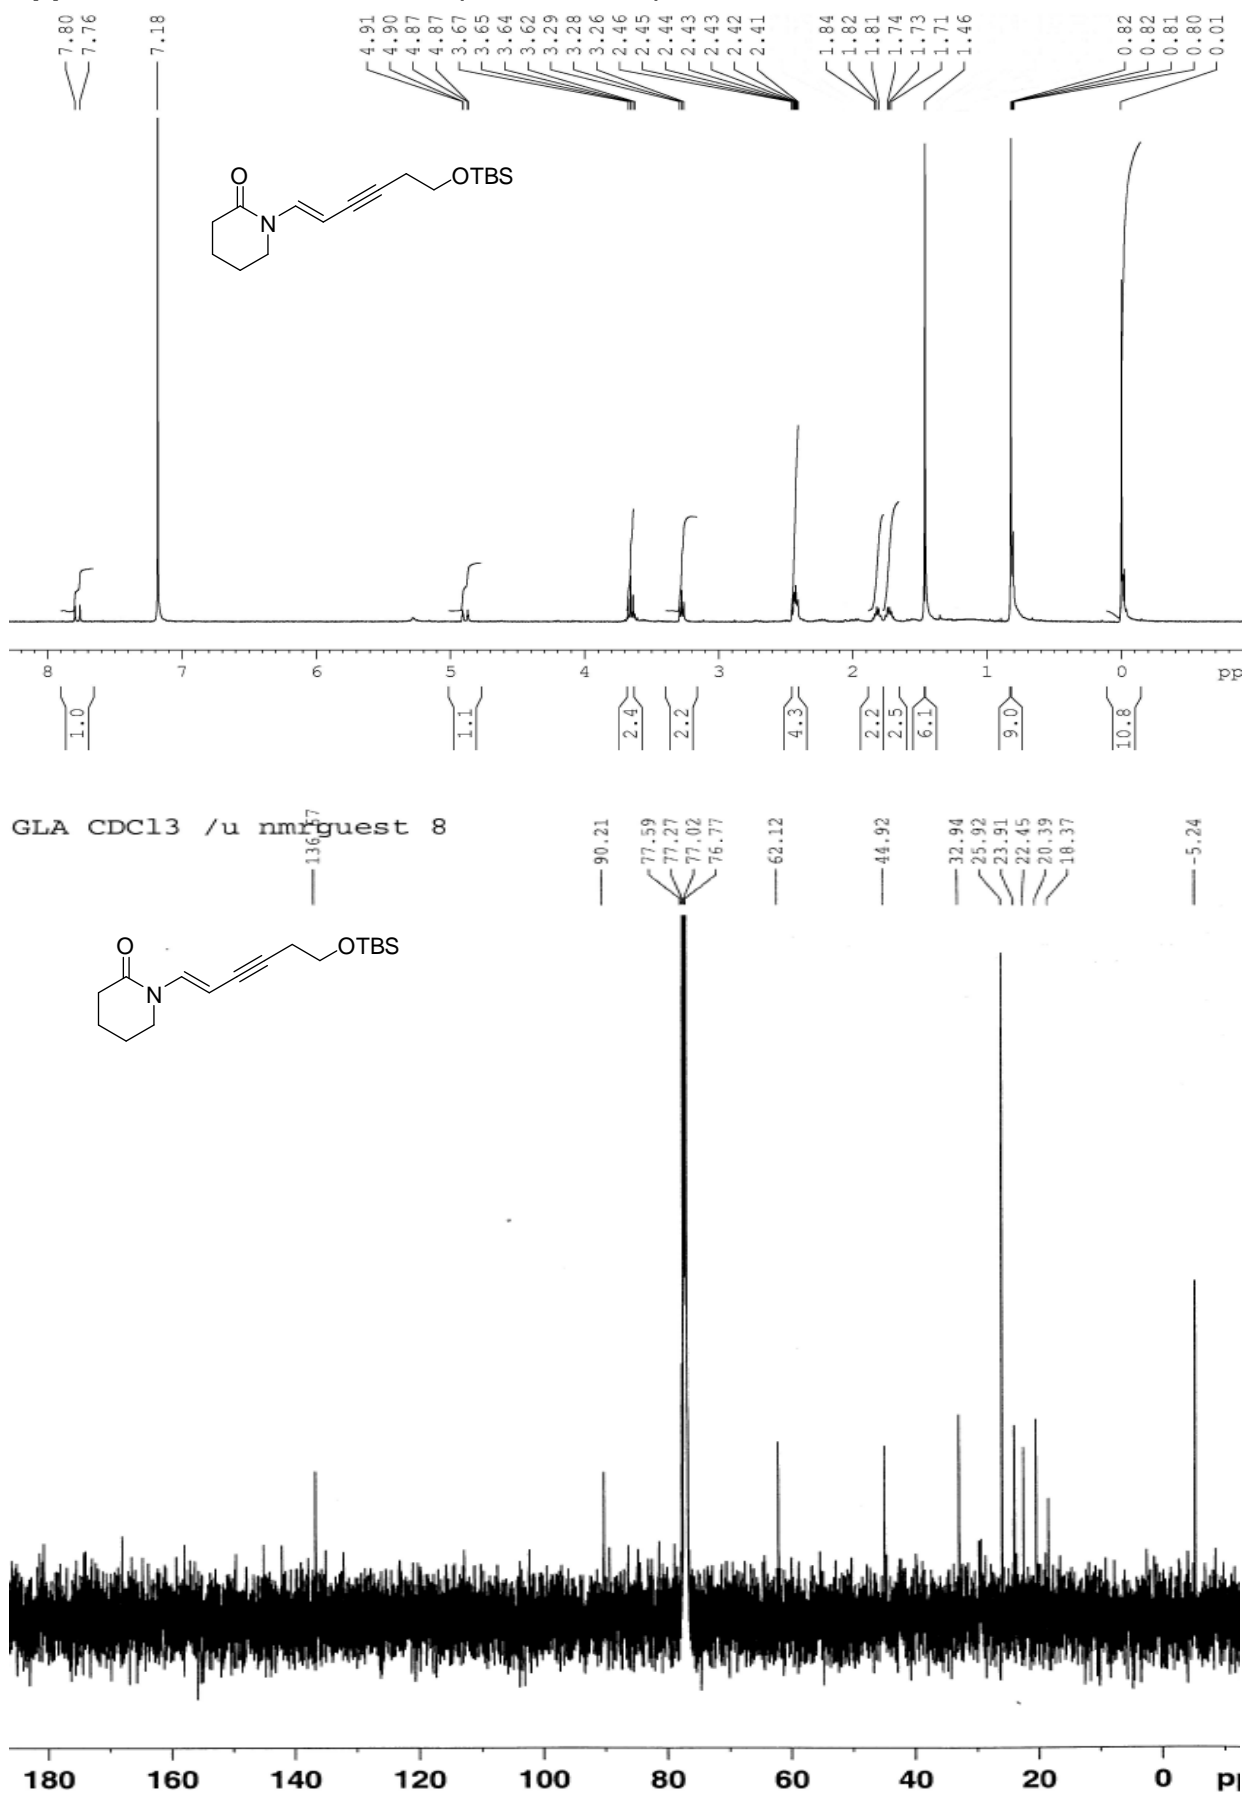 7.80 7.76 7.18 4.91 4.90 4.87 4.87 3.67 3.65 3.64 3.62 3.29 3.28 3.26 2.46 2.45 2.44 2.43 2.43 2.42 2.41 1.84 1.82 1.81 1.74 1.73 1.71 1.46 0.82 0.82 0.81 0.80 0.01
O
N
OTBS
8 7 6 5 4 3 2 1 0 pp
1.0 1.1 2.4 2.2 4.3 2.2 2.5 6.1 9.0 10.8
GLA CDCl3 /u nmrguest 8
90.21 77.59 77.27 77.02 76.77 62.12 44.92 32.94 25.92 23.91 22.45 20.39 18.37 -5.24
O
N
OTBS
180 160 140 120 100 80 60 40 20 0 pp